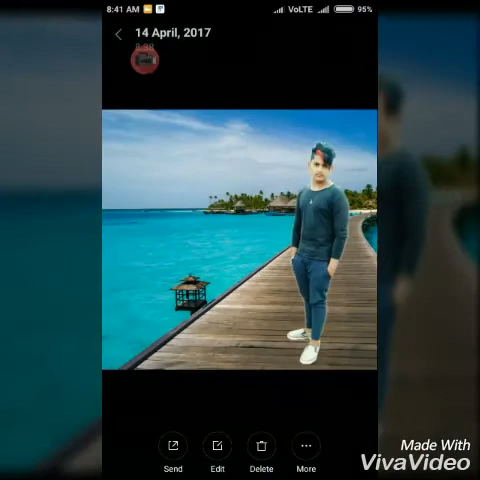 8:41 AM VoLTE 95%
14 April, 2017
Send Edit Delete More
Made With
VivaVideo